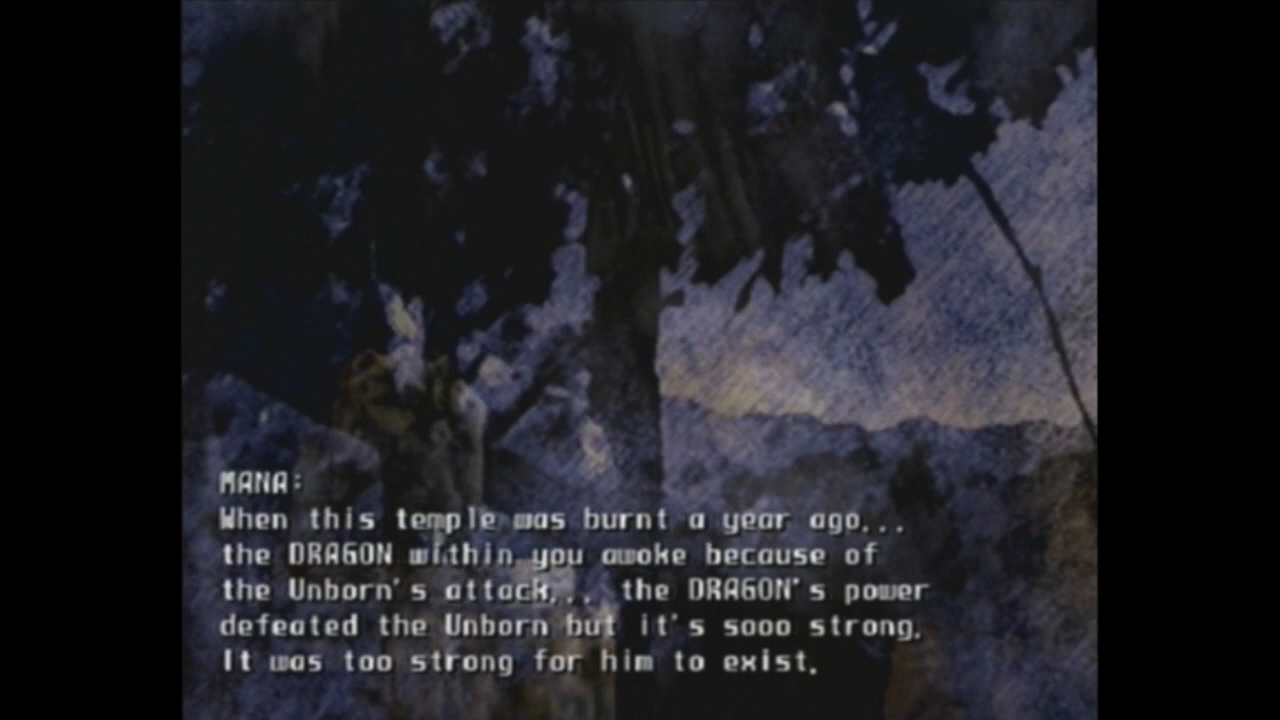 MANA:
When this temple was burnt a year ago...
the DRAGON within you awoke because of
the Unborn's attack... the DRAGON's power
defeated the Unborn but it's sooo strong.
It was too strong for him to exist.